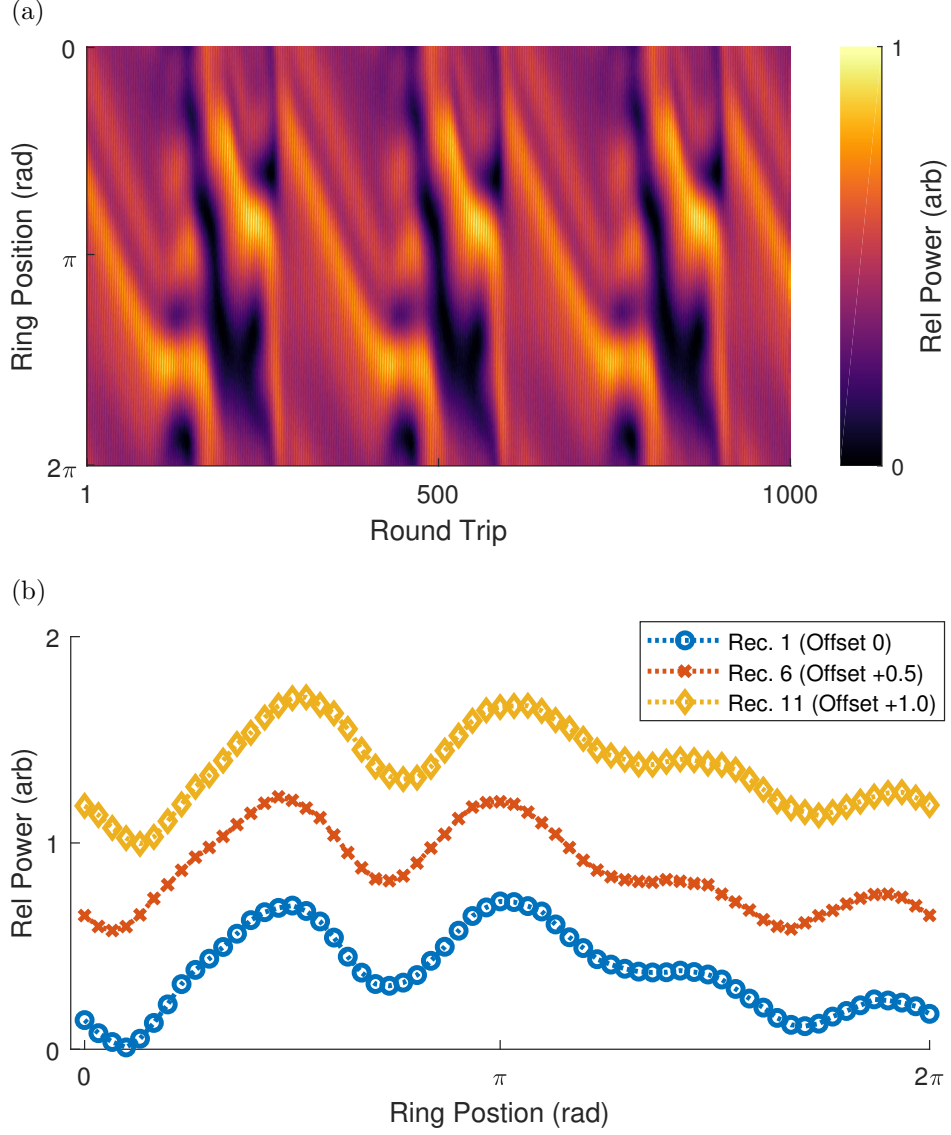 (a)
0
π
2π
Ring Position (rad)
1
500
1000
Round Trip
1
0
Rel Power (arb)
(b)
2
1
0
Rel Power (arb)
Rec. 1 (Offset 0)
Rec. 6 (Offset +0.5)
Rec. 11 (Offset +1.0)
0
π
2π
Ring Postion (rad)